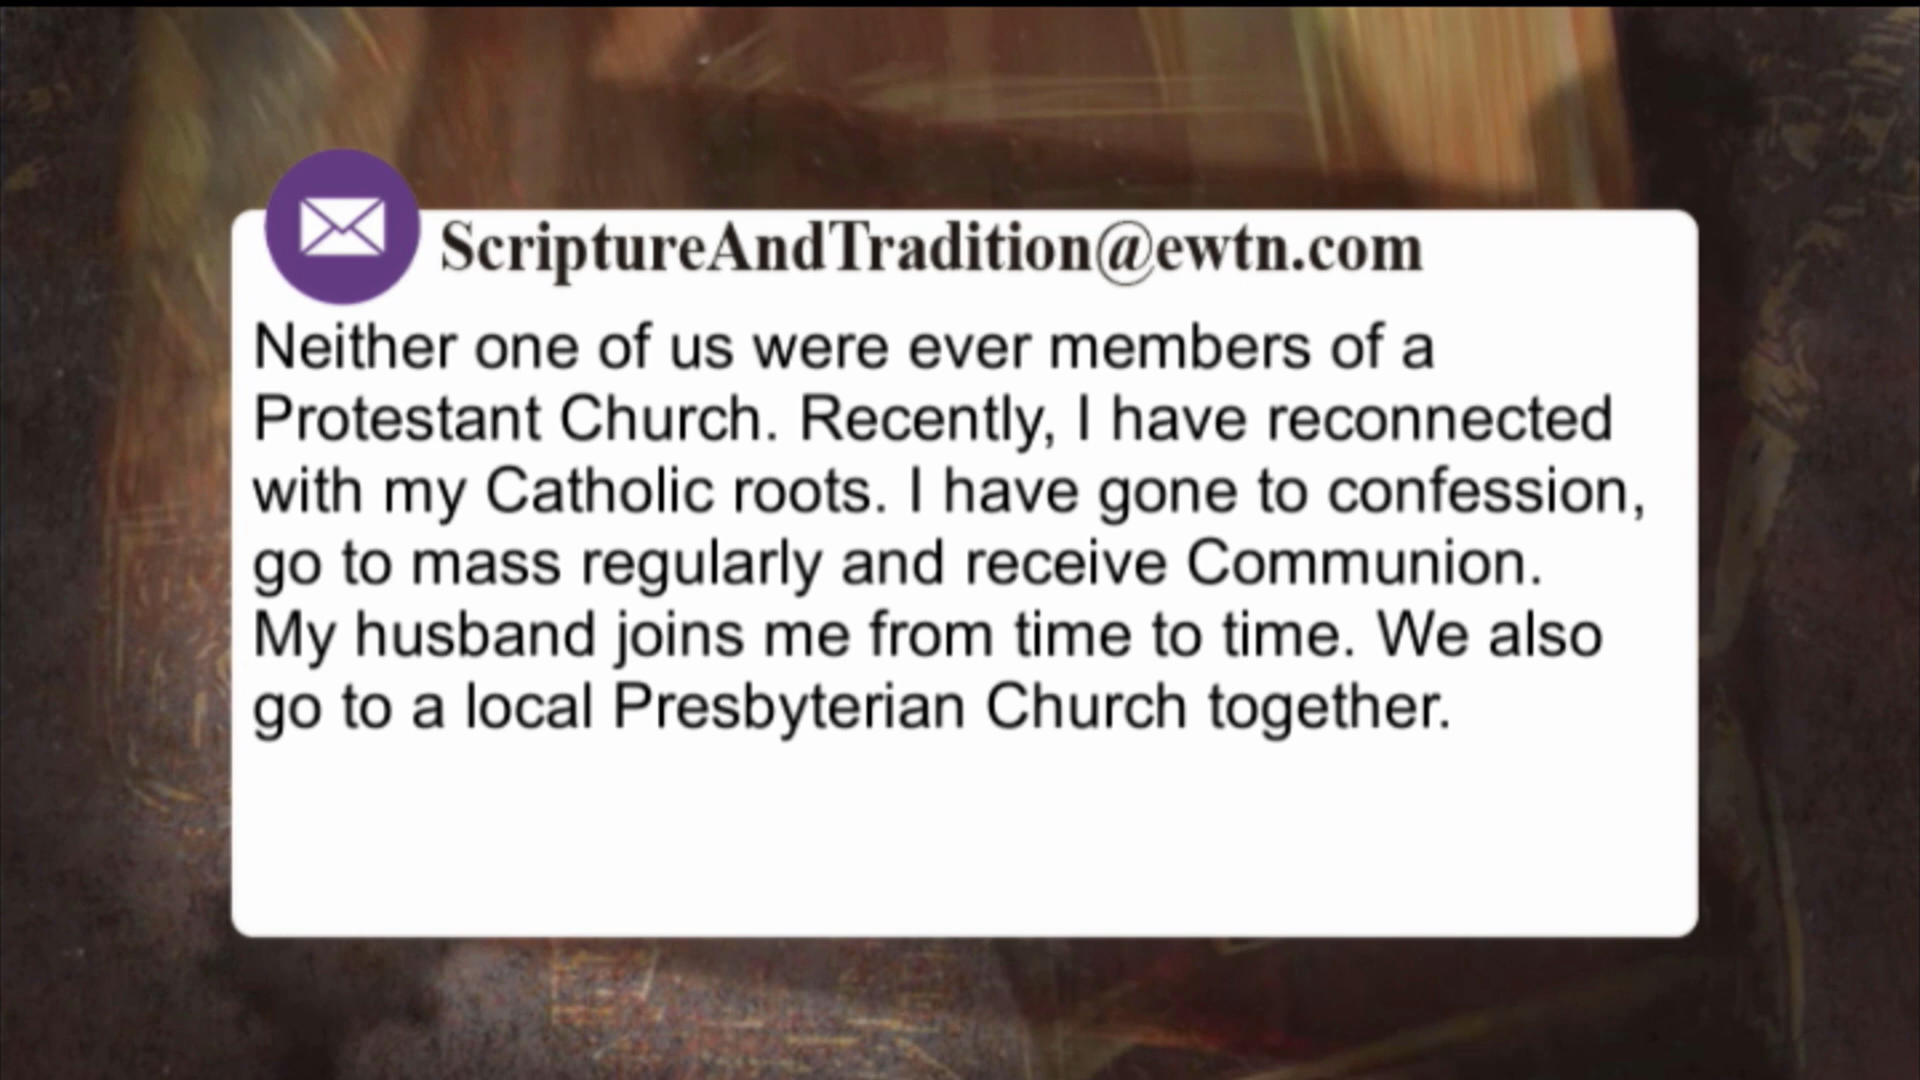 ScriptureAndTradition@ewtn.com
Neither one of us were ever members of a
Protestant Church. Recently, I have reconnected
with my Catholic roots. I have gone to confession,
go to mass regularly and receive Communion.
My husband joins me from time to time. We also
go to a local Presbyterian Church together.